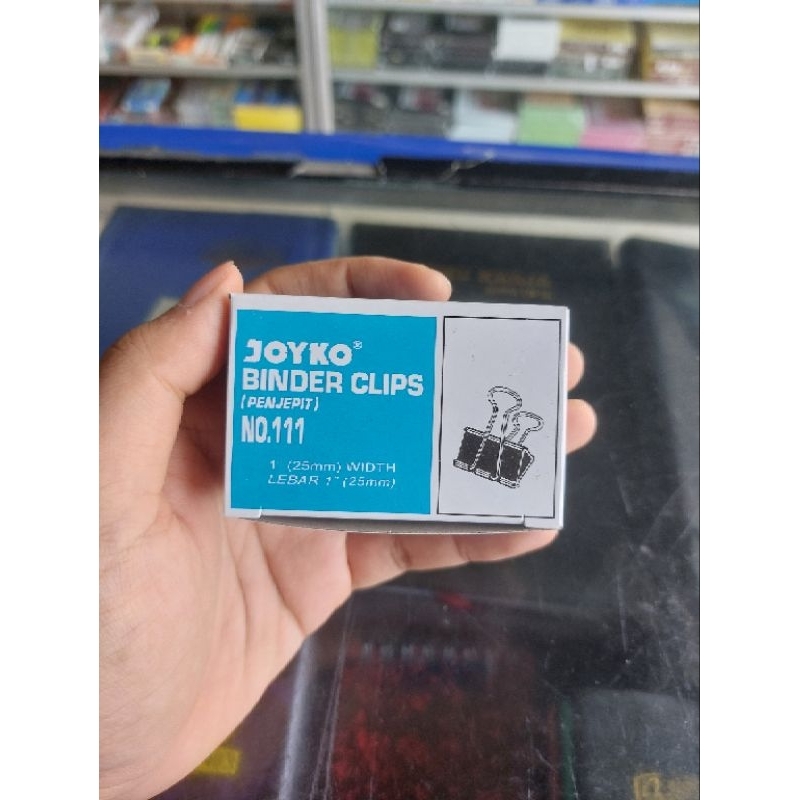 JOYKO®
BINDER CLIPS
(PENJEPIT)
NO.111
1" (25mm) WIDTH
LEBAR 1" (25mm)